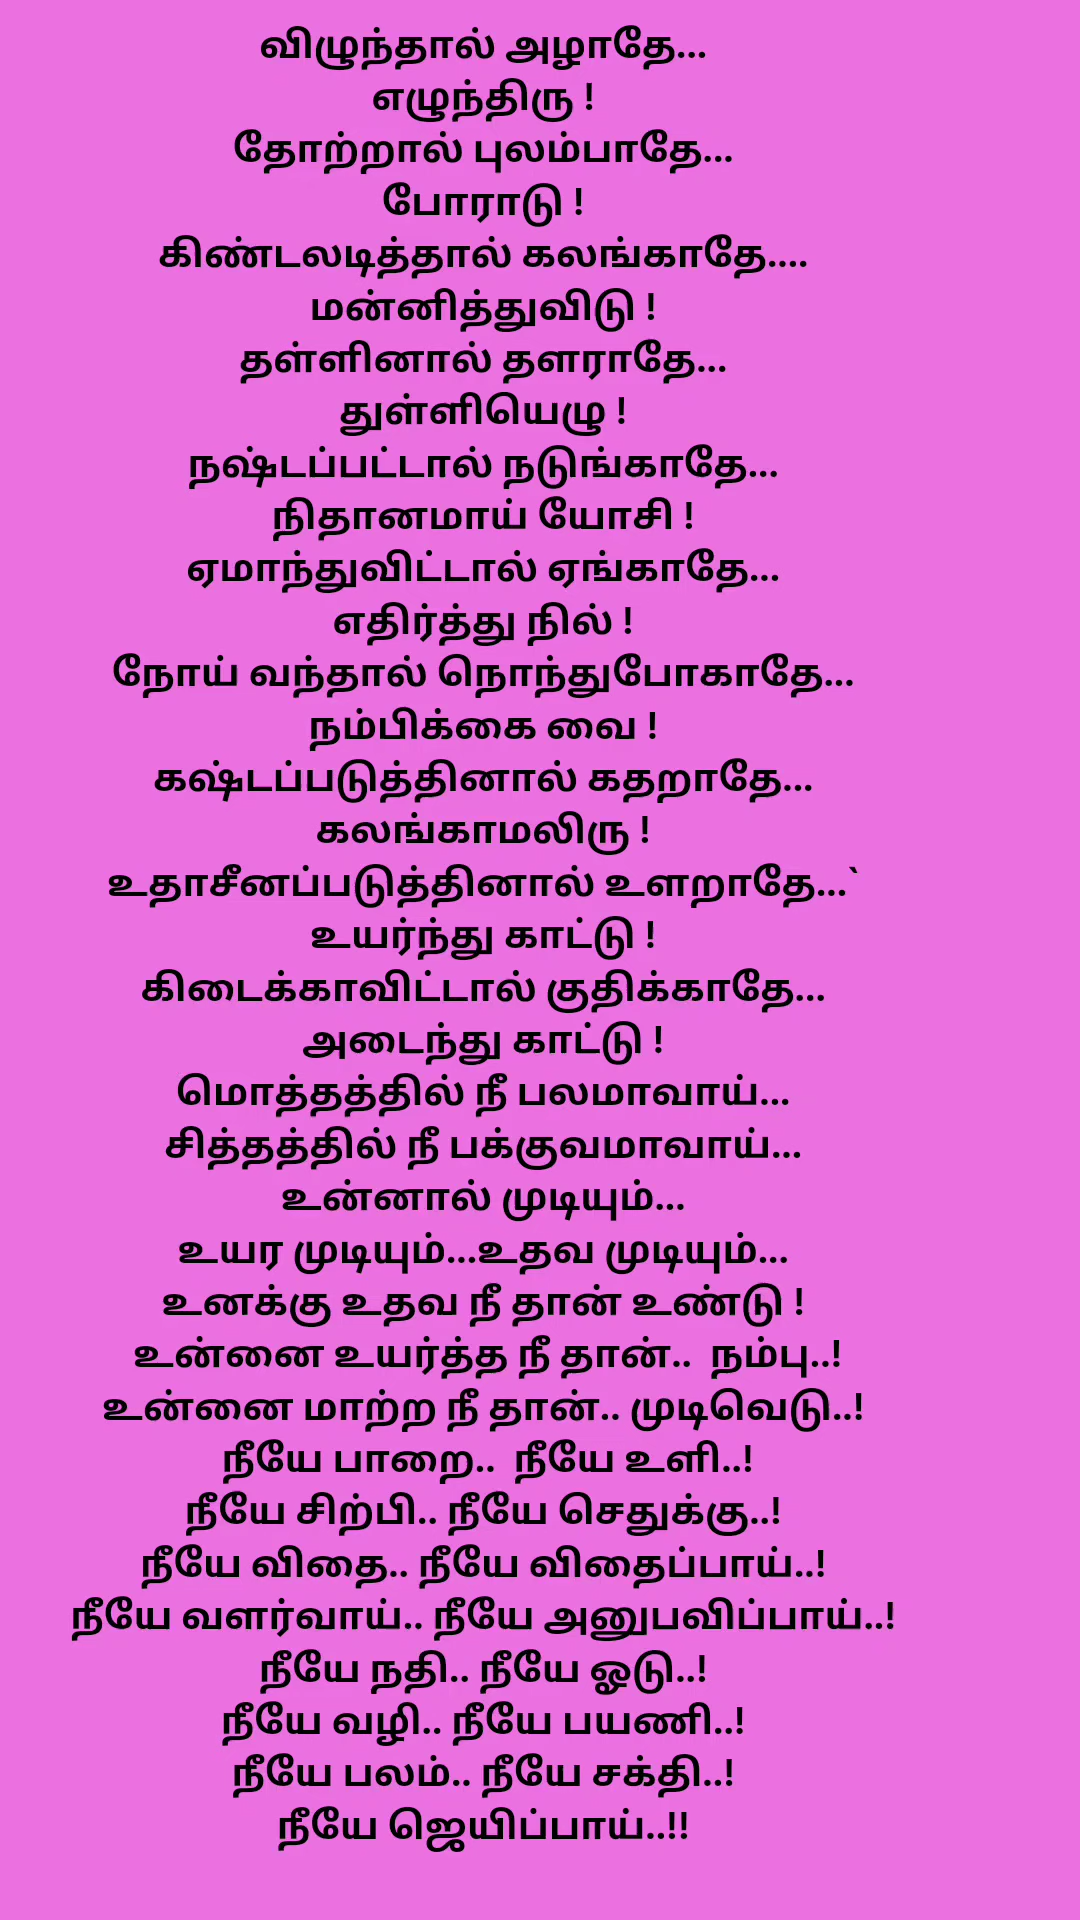 விழுந்தால் அழாதே...
எழுந்திரு !
தோற்றால் புலம்பாதே...
போராடு !
கிண்டலடித்தால் கலங்காதே....
மன்னித்துவிடு !
தள்ளினால் தளராதே...
துள்ளியெழு !
நஷ்டப்பட்டால் நடுங்காதே...
நிதானமாய் யோசி !
ஏமாந்துவிட்டால் ஏங்காதே...
எதிர்த்து நில் !
நோய் வந்தால் நொந்துபோகாதே...
நம்பிக்கை வை !
கஷ்டப்படுத்தினால் கதறாதே...
கலங்காமலிரு !
உதாசீனப்படுத்தினால் உளறாதே...`
உயர்ந்து காட்டு !
கிடைக்காவிட்டால் குதிக்காதே...
அடைந்து காட்டு !
மொத்தத்தில் நீ பலமாவாய்...
சித்தத்தில் நீ பக்குவமாவாய்...
உன்னால் முடியும்...
உயர முடியும்...உதவ முடியும்...
உனக்கு உதவ நீ தான் உண்டு !
உன்னை உயர்த்த நீ தான்..  நம்பு..!
உன்னை மாற்ற நீ தான்.. முடிவெடு..!
நீயே பாறை..  நீயே உளி..!
நீயே சிற்பி.. நீயே செதுக்கு..!
நீயே விதை.. நீயே விதைப்பாய்..!
நீயே வளர்வாய்.. நீயே அனுபவிப்பாய்..!
நீயே நதி.. நீயே ஓடு..!
நீயே வழி.. நீயே பயணி..!
நீயே பலம்.. நீயே சக்தி..!
நீயே ஜெயிப்பாய்..!!